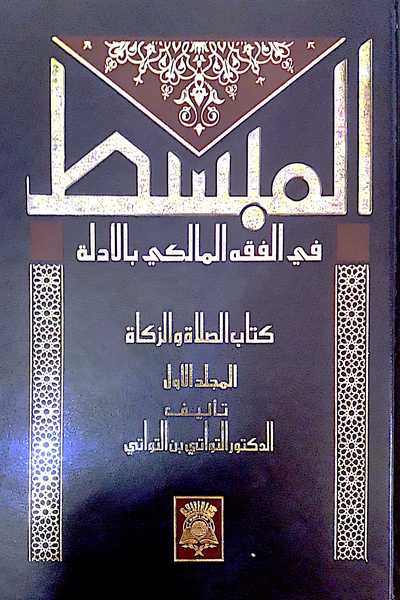 المبسط
في الفقه المالكي بالأدلة
كتاب الصلاة والزكاة
المجلد الأول
تأليف
الدكتور التواتي بن التواتي